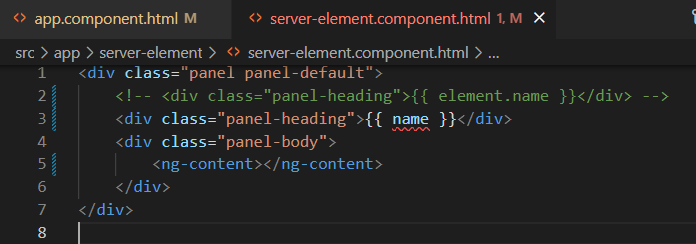 app.component.html M server-element.component.html 1, M
src > app > server-element > server-element.component.html > ...
1 <div class="panel panel-default">
2 <!-- <div class="panel-heading">{{ element.name }}</div> -->
3 <div class="panel-heading">{{ name }}</div>
4 <div class="panel-body">
5 <ng-content></ng-content>
6 </div>
7 </div>
8